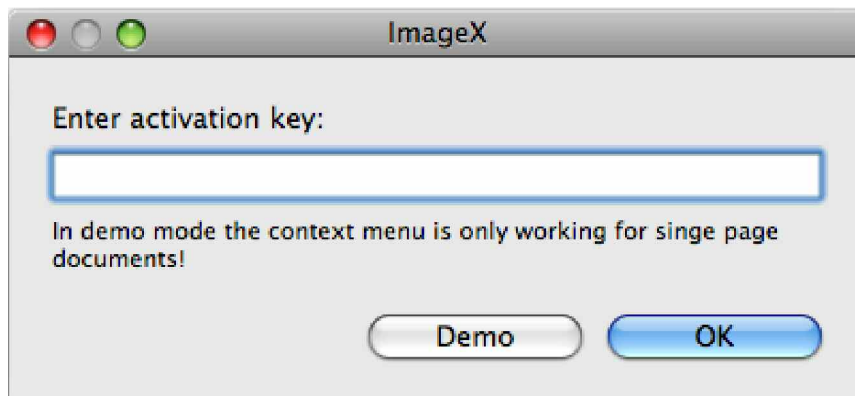 ImageX
Enter activation key:
In demo mode the context menu is only working for singe page
documents!
Demo
OK